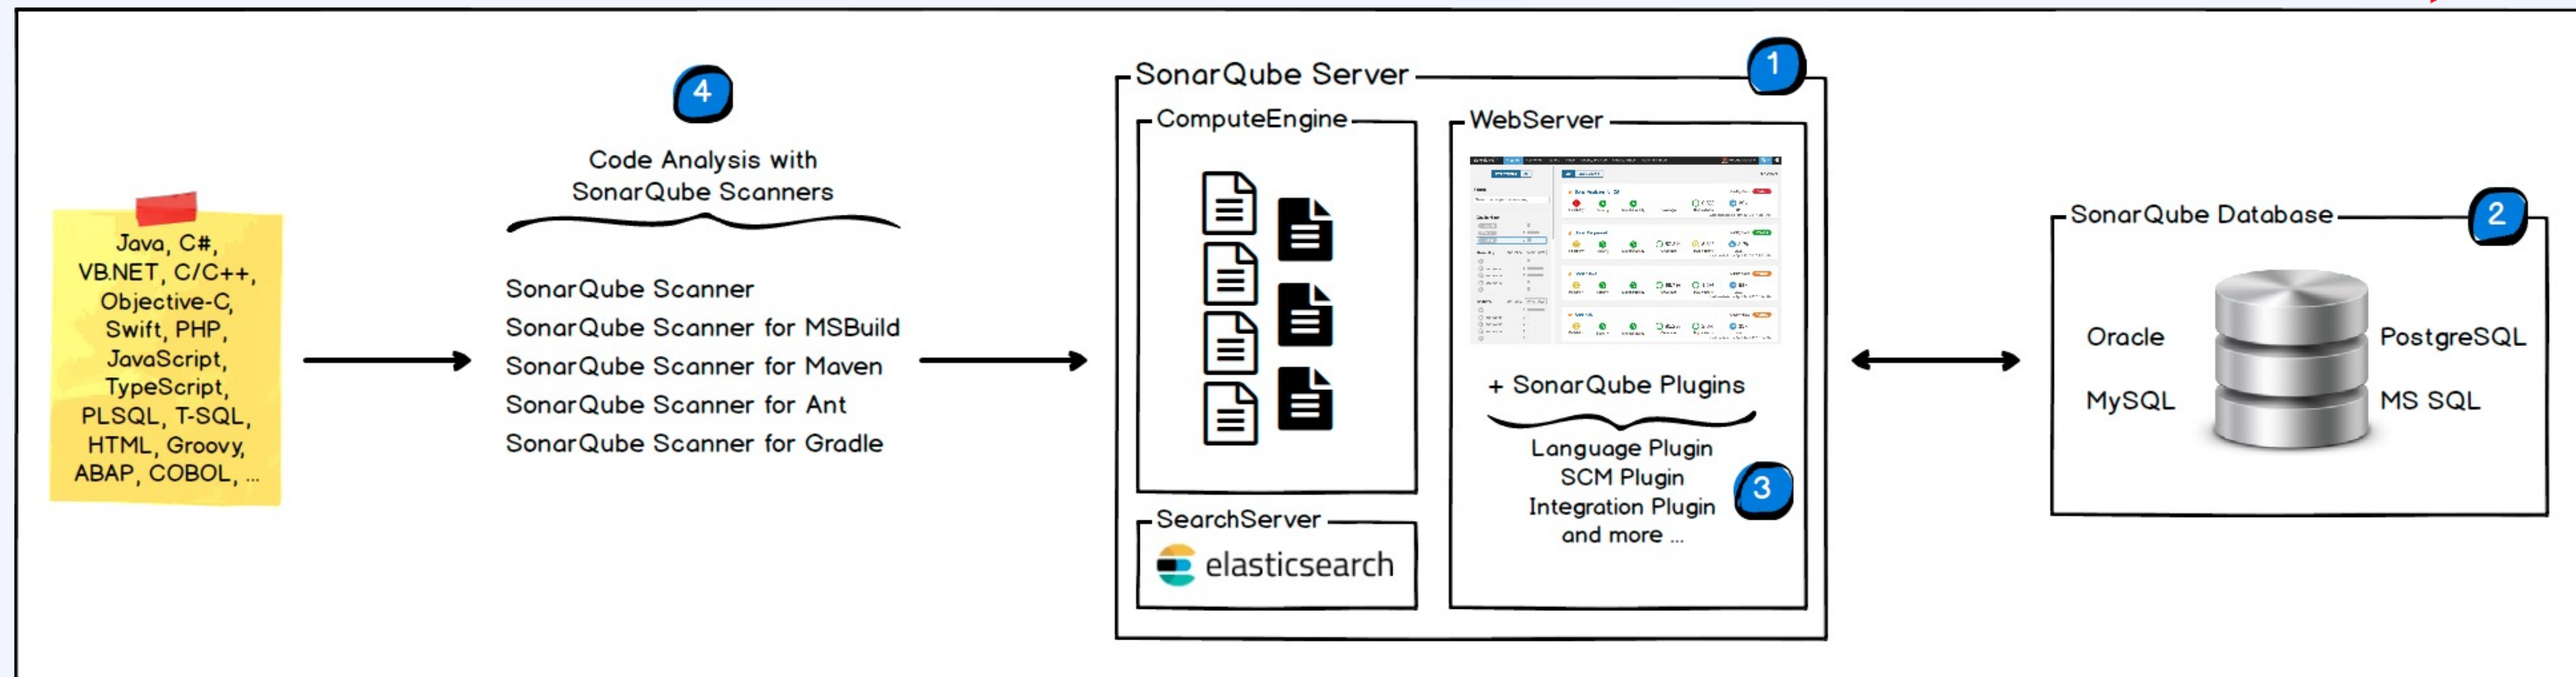 Java, C#,
VB.NET, C/C++,
Objective-C,
Swift, PHP,
JavaScript,
TypeScript,
PLSQL, T-SQL,
HTML, Groovy,
ABAP, COBOL, ...
4
Code Analysis with
SonarQube Scanners
SonarQube Scanner
SonarQube Scanner for MSBuild
SonarQube Scanner for Maven
SonarQube Scanner for Ant
SonarQube Scanner for Gradle
SonarQube Server
1
ComputeEngine
SearchServer
elasticsearch
WebServer
+ SonarQube Plugins
Language Plugin
SCM Plugin
Integration Plugin
and more ...
3
SonarQube Database
2
Oracle
PostgreSQL
MySQL
MS SQL